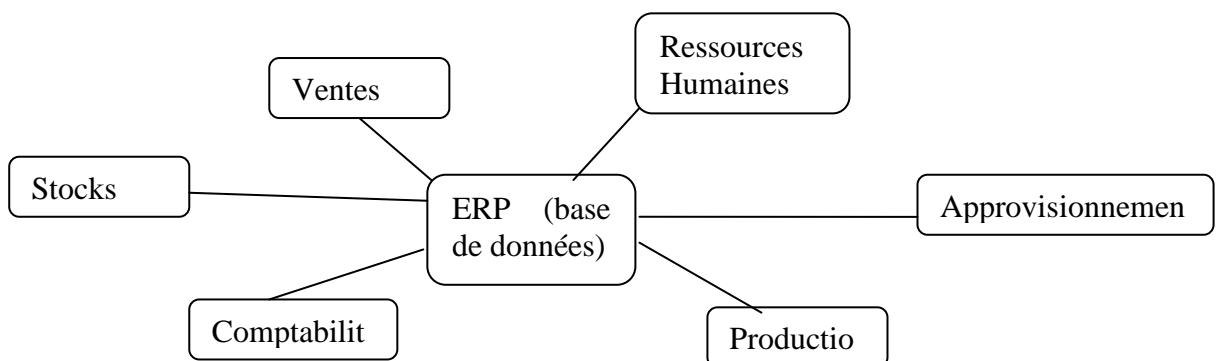 Ressources
Humaines
Ventes
Stocks
ERP (base
de données)
Approvisionnemen
Comptabilit
Productio